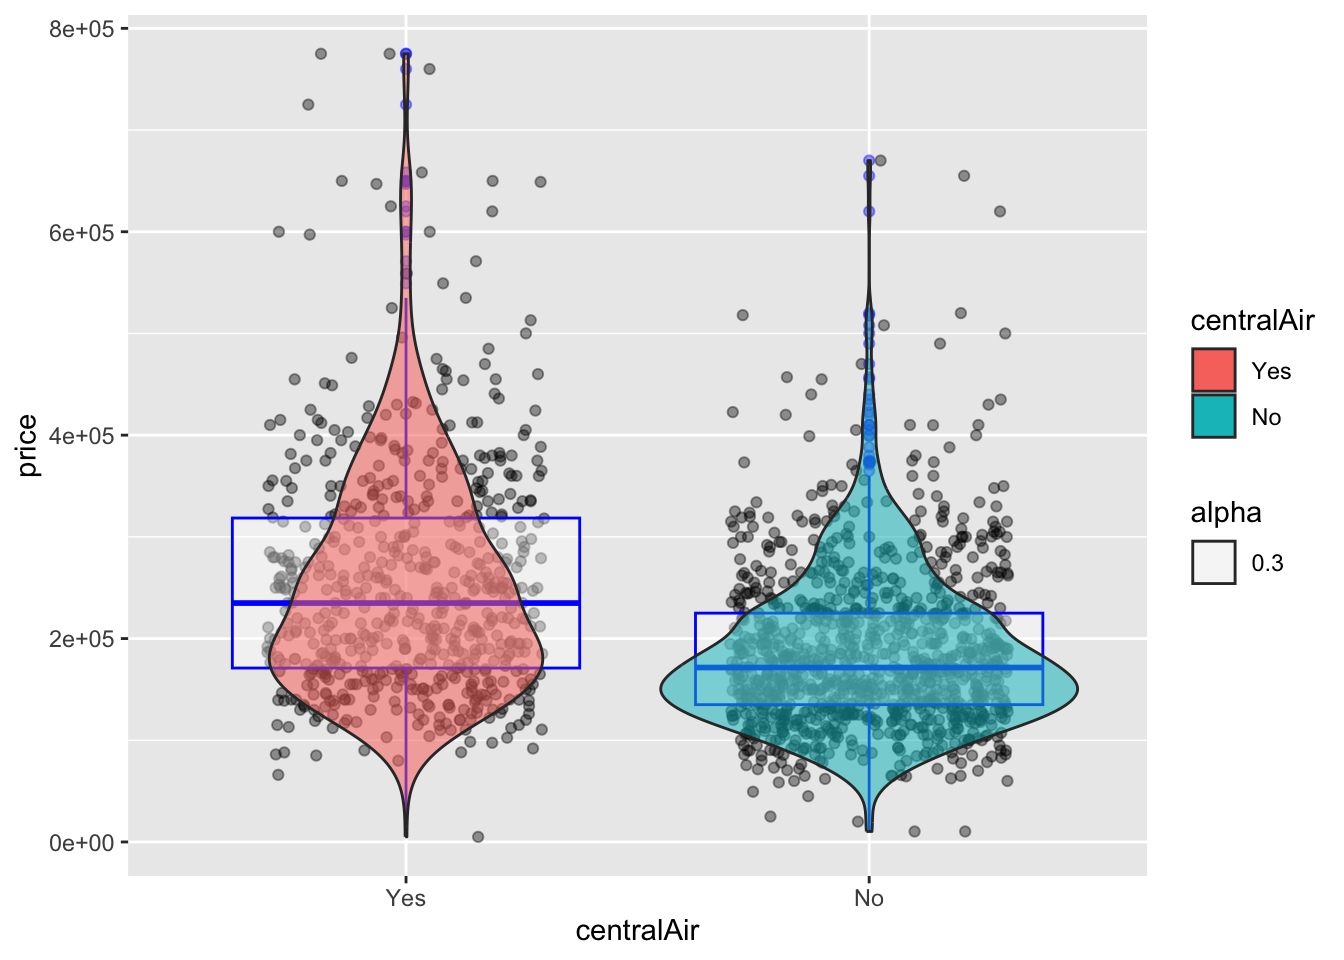 price
8e+05
6e+05
4e+05
2e+05
0e+00
Yes
No
centralAir
centralAir
Yes
No
alpha
0.3